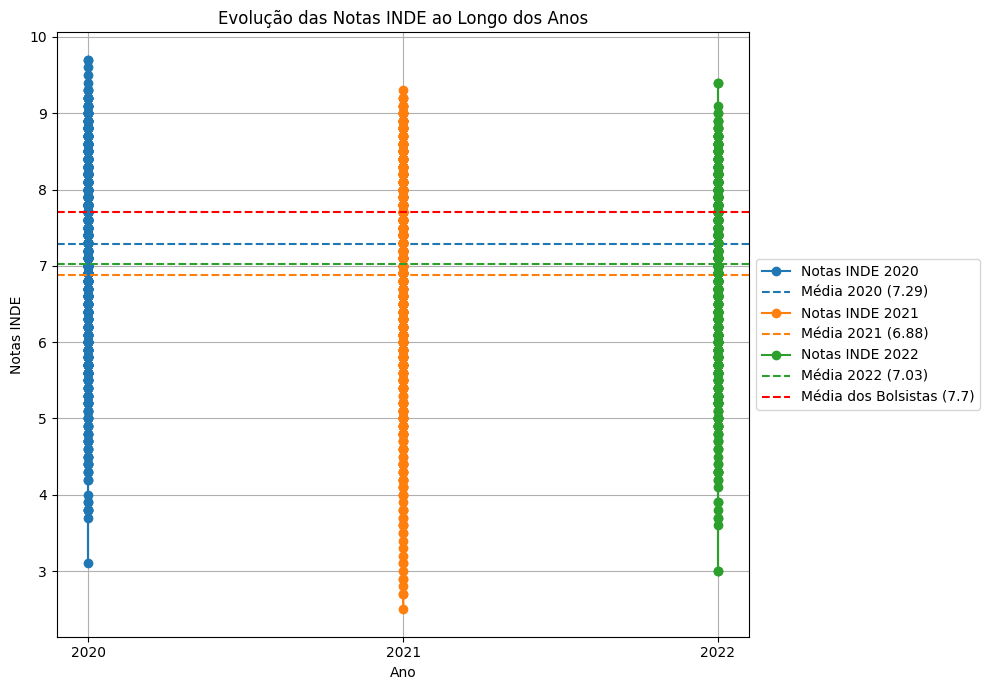 Evolução das Notas INDE ao Longo dos Anos
10
9
8
7
6
5
4
3
Notas INDE
2020
2021
2022
Ano
Notas INDE 2020
Média 2020 (7.29)
Notas INDE 2021
Média 2021 (6.88)
Notas INDE 2022
Média 2022 (7.03)
Média dos Bolsistas (7.7)